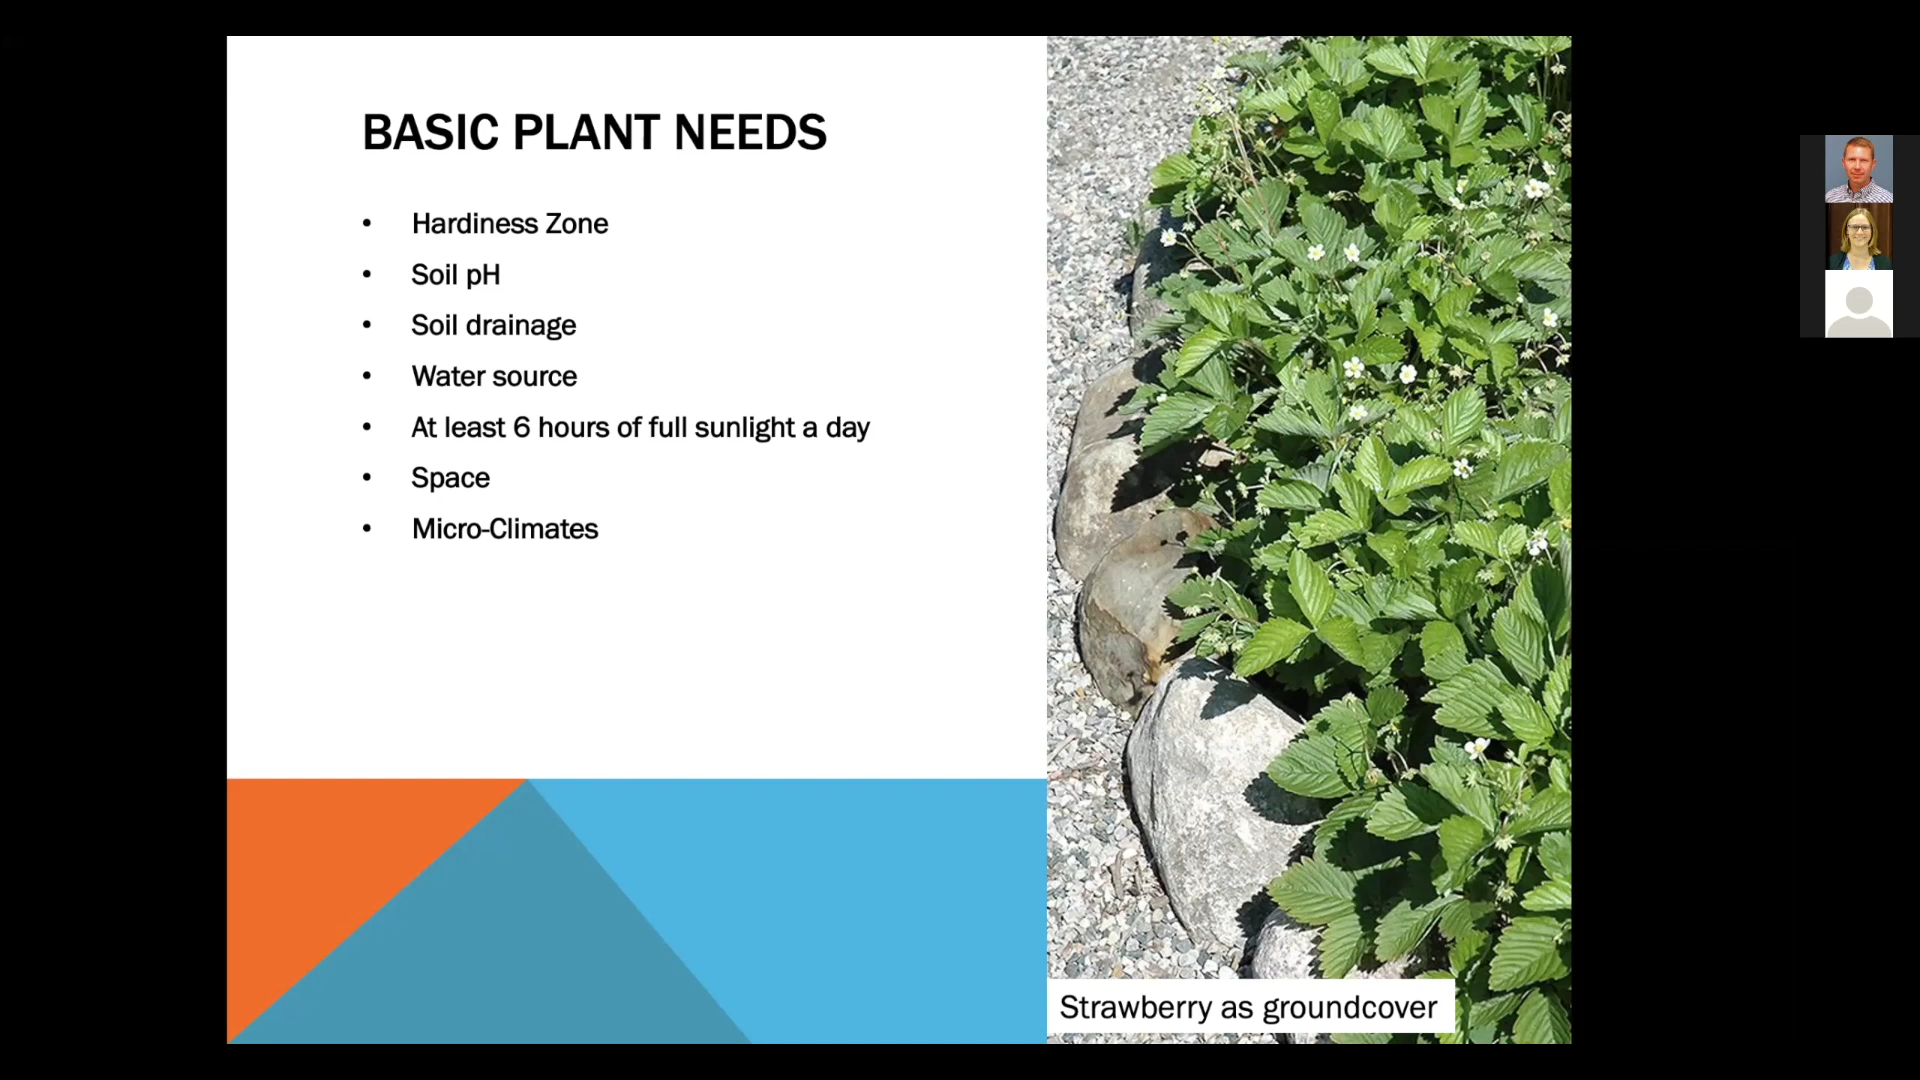 BASIC PLANT NEEDS
• Hardiness Zone
• Soil pH
• Soil drainage
• Water source
• At least 6 hours of full sunlight a day
• Space
• Micro-Climates
Strawberry as groundcover